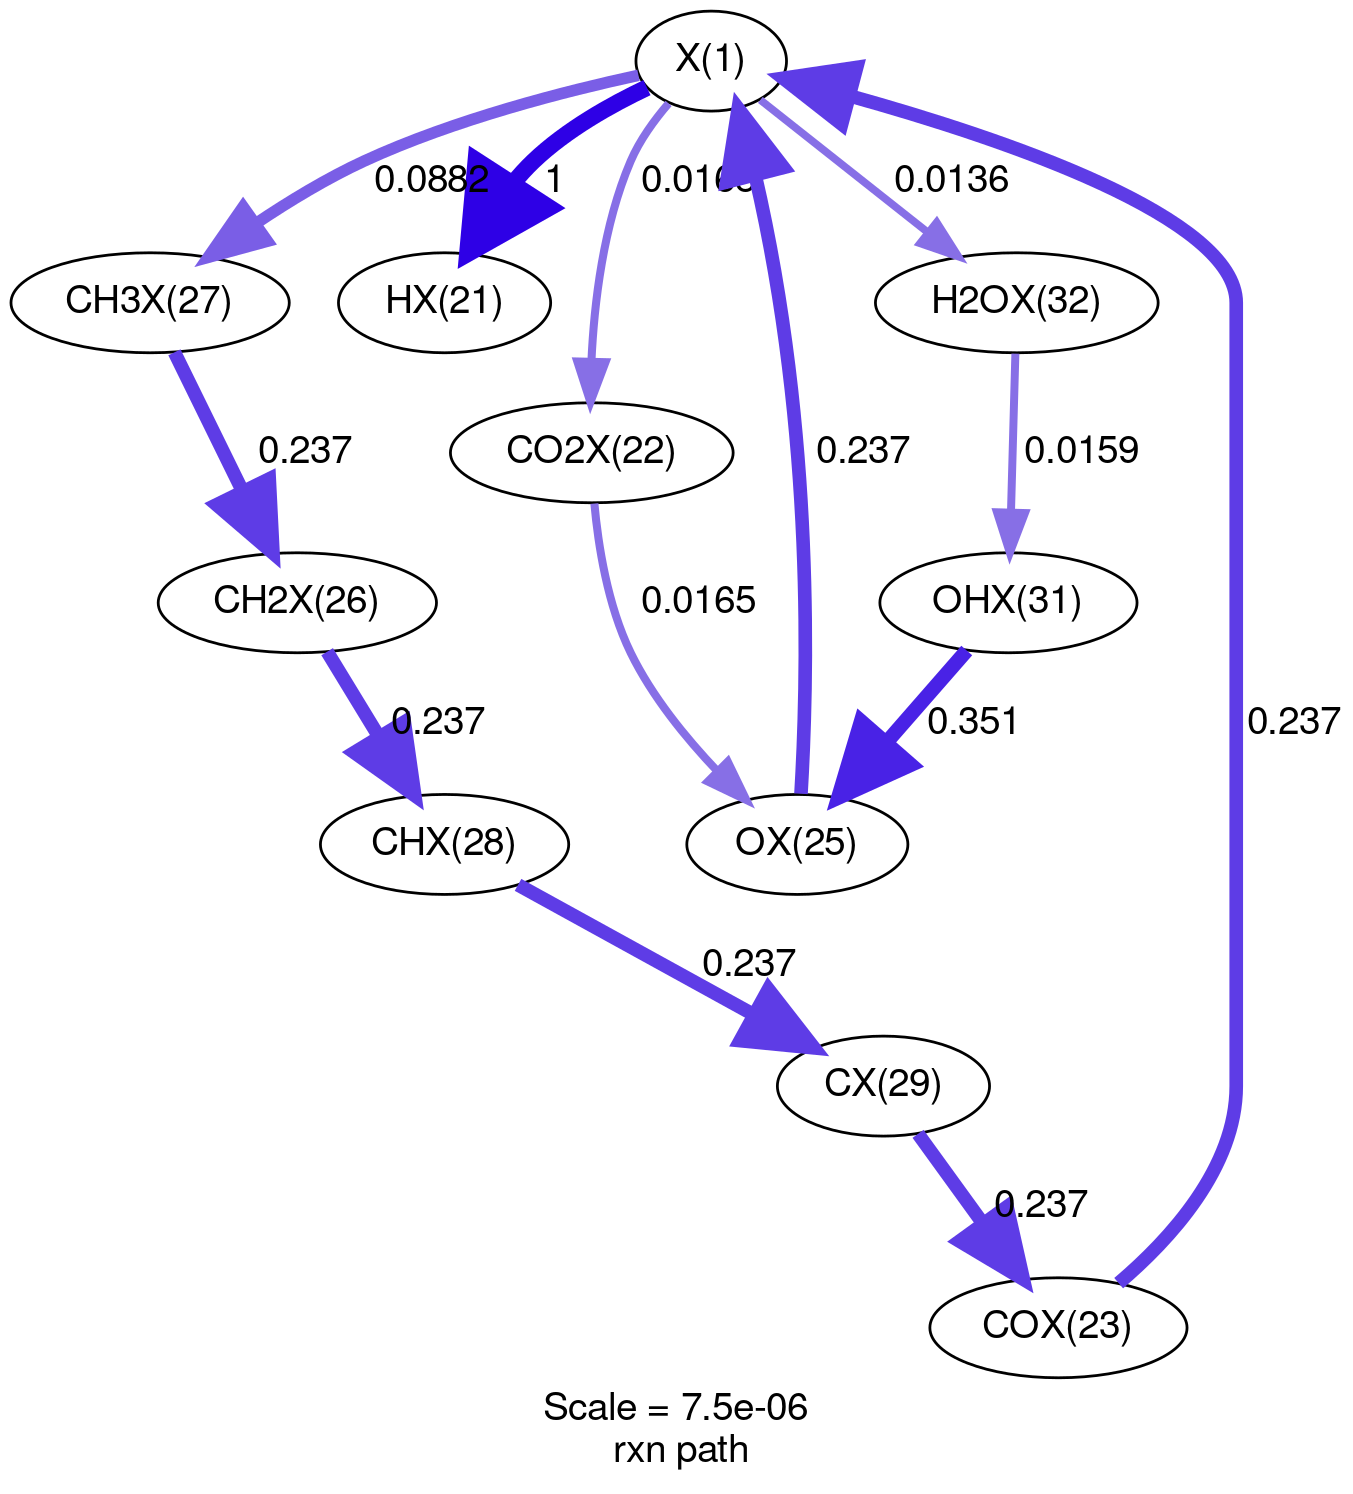 X(1)
0.0882
1
0.0136
CH3X(27)
HX(21)
H2OX(32)
0.237
CO2X(22)
0.237
0.0159
CH2X(26)
0.0165
OHX(31)
0.237
0.351
0.237
CHX(28)
OX(25)
0.237
CX(29)
0.237
COX(23)
Scale = 7.5e-06
rxn path